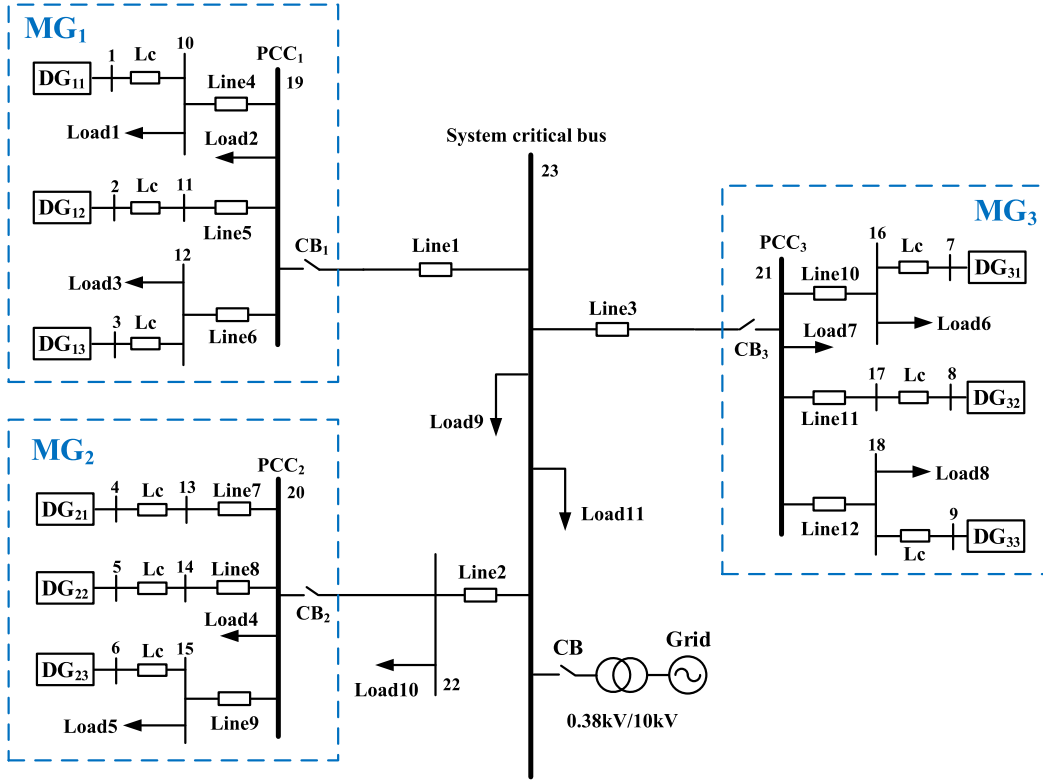 MG₁
DG₁₁
1
Lc
10
Line4
PCC₁
19
Load1
Load2
DG₁₂
2
Lc
11
Line5
12
CB₁
Load3
DG₁₃
3
Lc
Line6
Line1
System critical bus
23
Line3
Load9
Load11
MG₂
DG₂₁
4
Lc
13
Line7
PCC₂
20
DG₂₂
5
Lc
14
Line8
Load4
CB₂
DG₂₃
6
Lc
15
Load5
Line9
Line2
Load10
22
CB
Grid
0.38kV/10kV
MG₃
PCC₃
21
16
Lc
7
DG₃₁
Line10
Load6
Load7
CB₃
17
Lc
8
DG₃₂
Line11
18
Load8
Line12
Lc
9
DG₃₃